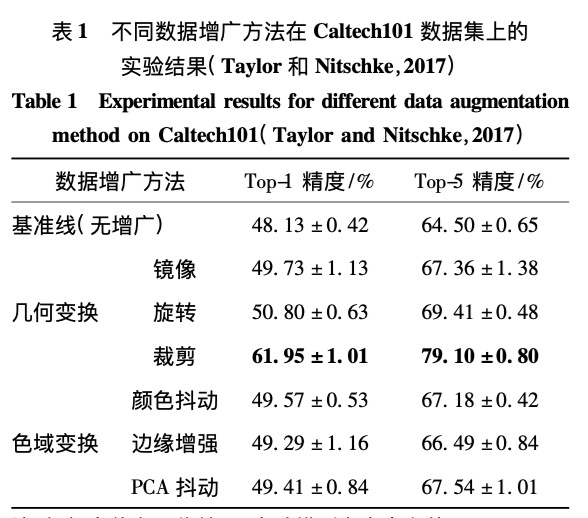 表 1 不同数据增广方法在 Caltech101 数据集上的
实验结果( Taylor 和 Nitschke,2017)
Table 1 Experimental results for different data augmentation
method on Caltech101( Taylor and Nitschke,2017)
数据增广方法 Top-1 精度/% Top-5 精度/%
基准线( 无增广) 48. 13 ±0. 42 64. 50 ±0. 65
镜像 49. 73 ±1. 13 67. 36 ±1. 38
几何变换 旋转 50. 80 ±0. 63 69. 41 ±0. 48
裁剪 61. 95 ±1. 01 79. 10 ±0. 80
颜色抖动 49. 57 ±0. 53 67. 18 ±0. 42
色域变换 边缘增强 49. 29 ±1. 16 66. 49 ±0. 84
PCA 抖动 49. 41 ±0. 84 67. 54 ±1. 01